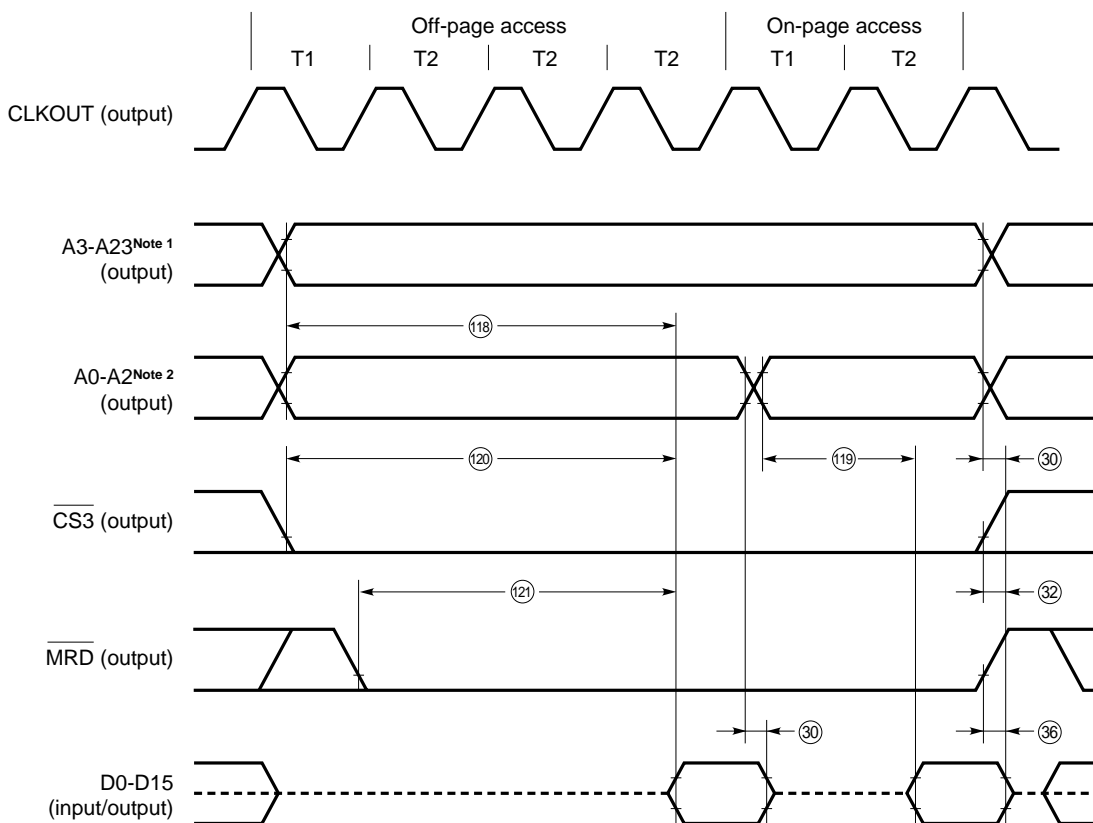 Off-page access On-page access
T1 T2 T2 T2 T1 T2
CLKOUT (output)
A3-A23Note 1
(output)
118
A0-A2Note 2
(output)
120 119 30
CS3 (output)
121 32
MRD (output)
30 36
D0-D15
(input/output)